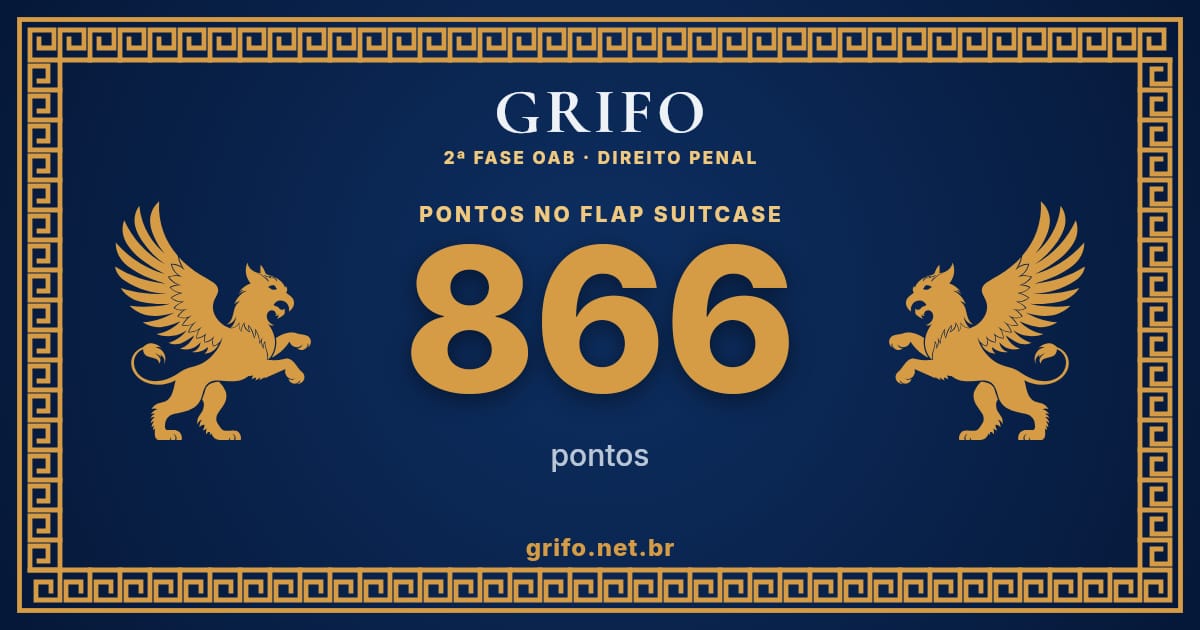 GRIFO
2ª FASE OAB · DIREITO PENAL
PONTOS NO FLAP SUITCASE
866
pontos
grifo.net.br